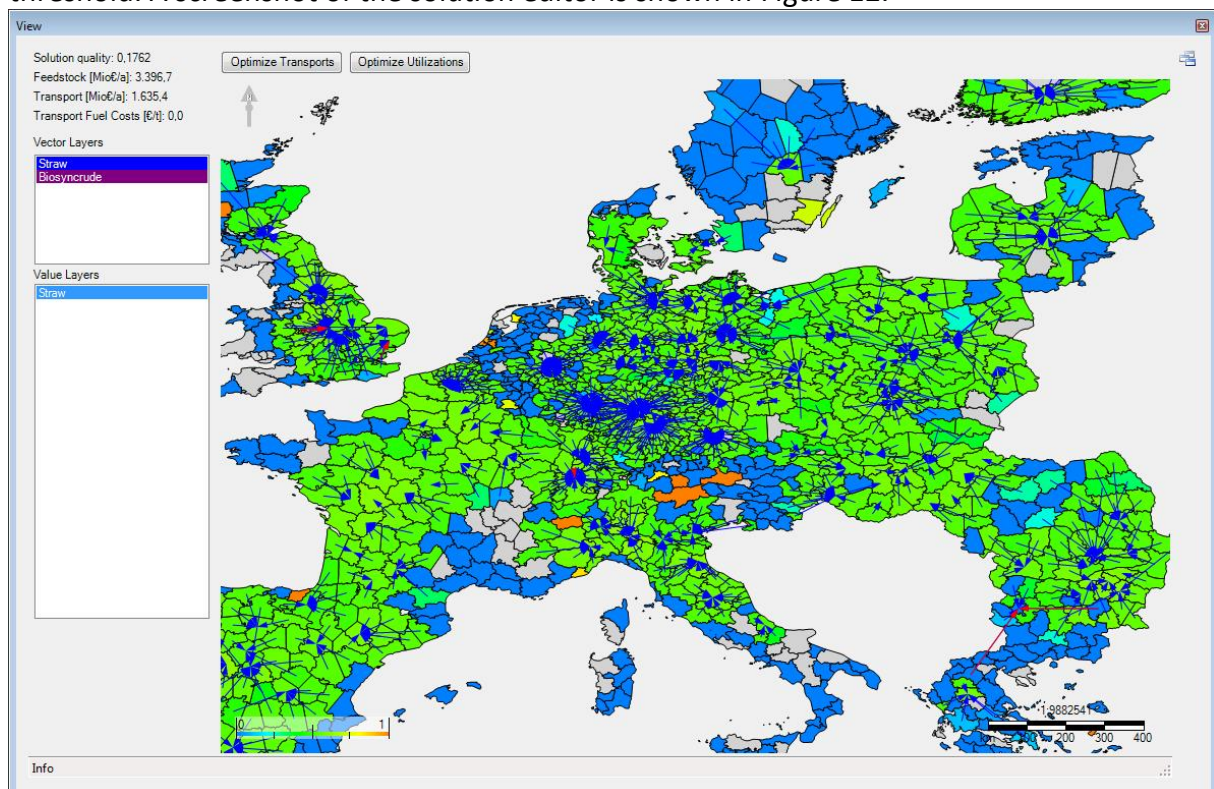 threshold. A screenshot of the solution editor is shown in Figure
View
Solution quality: 0,1762
Feedstock [Mio€/a]: 3.396,7
Transport [Mio€/a]: 1.635,4
Transport Fuel Costs [€/t]: 0,0
Optimize Transports
Optimize Utilizations
Vector Layers
Straw
Biosyncrude
Value Layers
Straw
0 1
1:9882541
km 200 300 400
Info